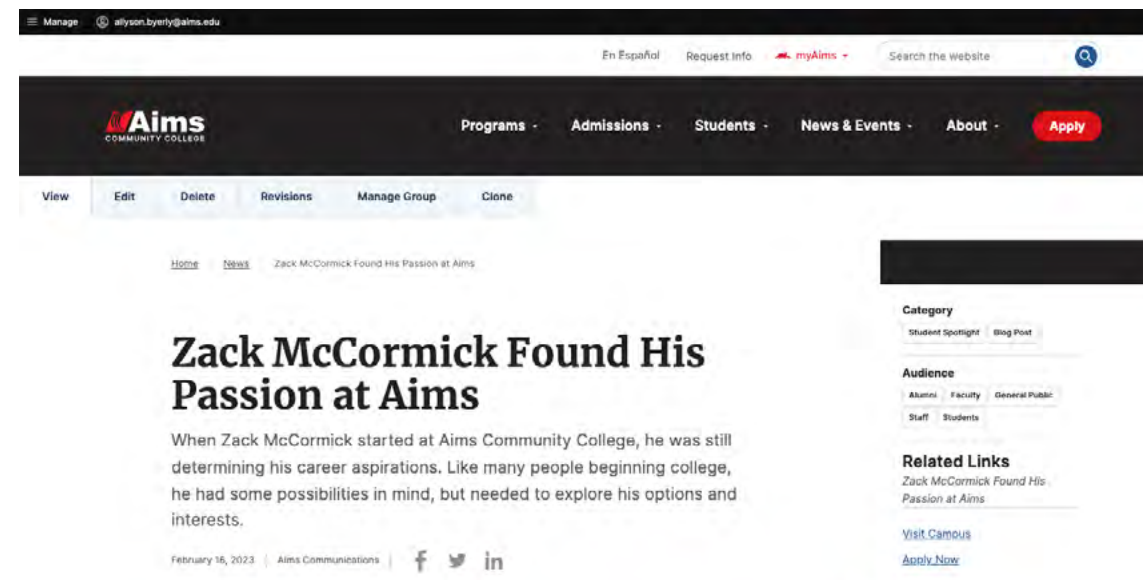 Manage allyson.byerly@aims.edu
En Español Request Info myAims Search the website
Aims
COMMUNITY COLLEGE
Programs Admissions Students News & Events About Apply
View Edit Delete Revisions Manage Group Clone
Home News Zack McCormick Found His Passion at Aims
Zack McCormick Found His
Passion at Aims
When Zack McCormick started at Aims Community College, he was still
determining his career aspirations. Like many people beginning college,
he had some possibilities in mind, but needed to explore his options and
interests.
February 16, 2023 | Aims Communications |
Category
Student Spotlight Blog Post
Audience
Alumni Faculty General Public
Staff Students
Related Links
Zack McCormick Found His
Passion at Aims
Visit Campus
Apply Now